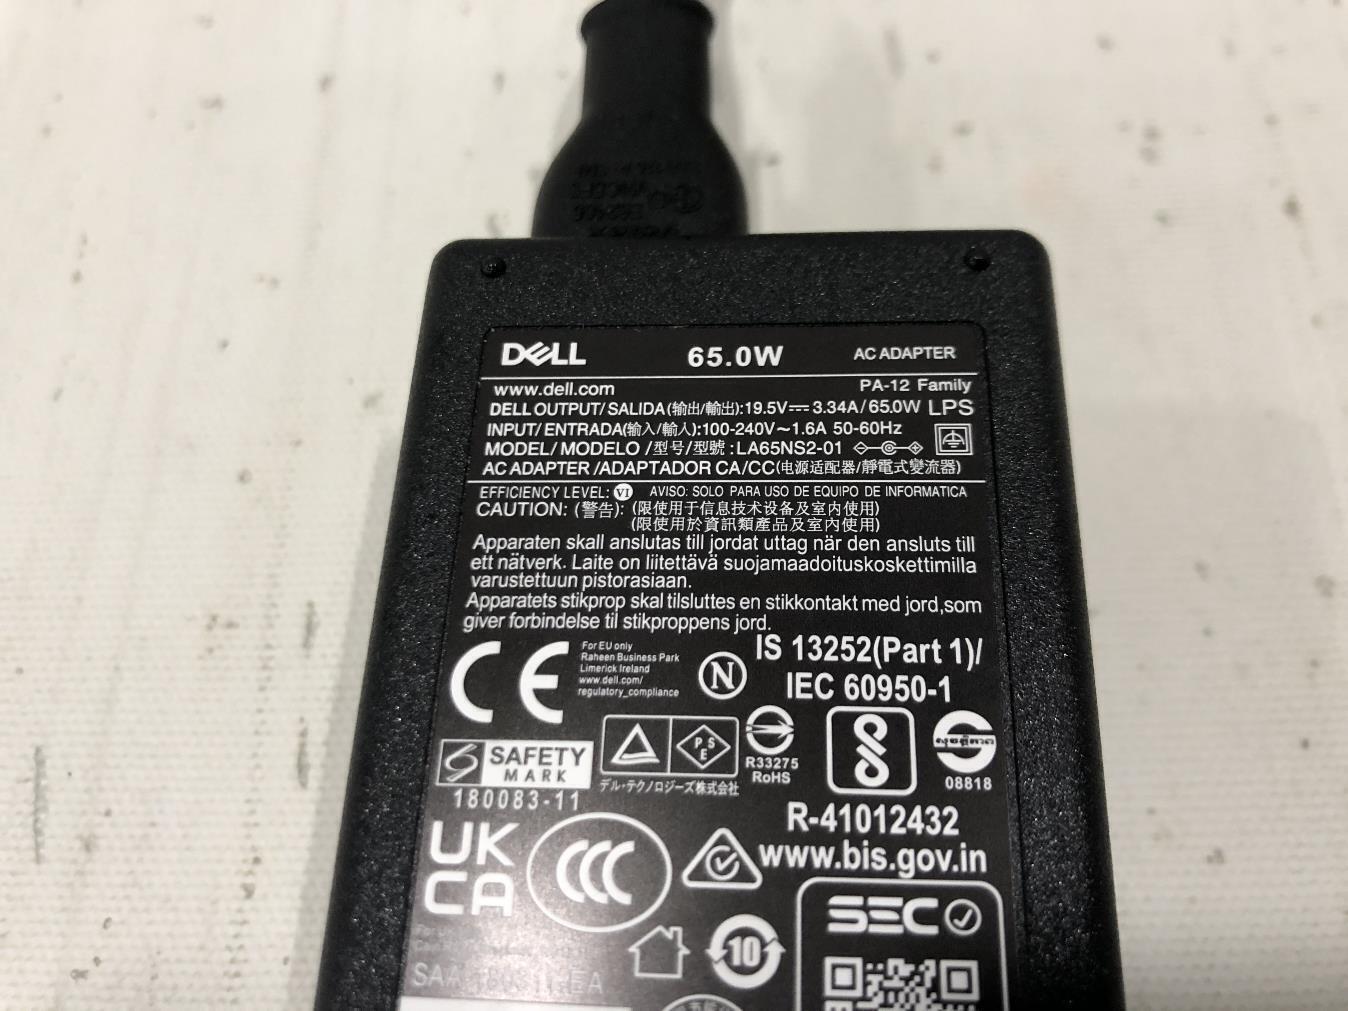 DELL 65.0W AC ADAPTER
www.dell.com PA-12 Family
DELL OUTPUT/SALIDA(输出/輸出):19.5V⎓3.34A/65.0W LPS
INPUT/ENTRADA(输入/輸入):100-240V~1.6A 50-60Hz
MODEL/MODELO/型号/型號:LA65NS2-01
AC ADAPTER/ADAPTADOR CA/CC(电源适配器/靜電式變流器)
EFFICIENCY LEVEL: VI AVISO: SOLO PARA USO DE EQUIPO DE INFORMATICA
CAUTION: (警告): (限使用于信息技术设备及室内使用)
(限使用於資訊類產品及室內使用)
Apparaten skall anslutas till jordat uttag när den ansluts till
ett nätverk. Laite on liitettävä suojamaadoituskoskettimilla
varustettuun pistorasiaan.
Apparatets stikprop skal tilsluttes en stikkontakt med jord,som
giver forbindelse til stikproppens jord.
CE
For EU only
Raheen Business Park
Limerick Ireland
www.dell.com/
regulatory_compliance
N
IS 13252(Part 1)/
IEC 60950-1
SAFETY
MARK
180083-11
PSE
デル・テクノロジーズ株式会社
R33275
RoHS
08818
R-41012432
www.bis.gov.in
UK
CA
CCC
SEC
10